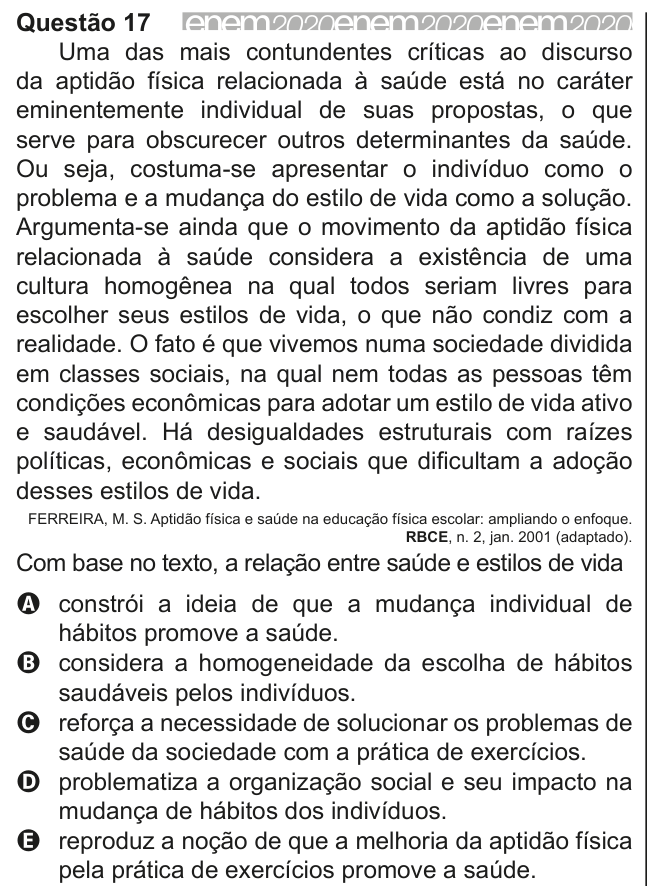 Questão 17 enem2020enem2020enem2020
Uma das mais contundentes críticas ao discurso
da aptidão física relacionada à saúde está no caráter
eminentemente individual de suas propostas, o que
serve para obscurecer outros determinantes da saúde.
Ou seja, costuma-se apresentar o indivíduo como o
problema e a mudança do estilo de vida como a solução.
Argumenta-se ainda que o movimento da aptidão física
relacionada à saúde considera a existência de uma
cultura homogênea na qual todos seriam livres para
escolher seus estilos de vida, o que não condiz com a
realidade. O fato é que vivemos numa sociedade dividida
em classes sociais, na qual nem todas as pessoas têm
condições econômicas para adotar um estilo de vida ativo
e saudável. Há desigualdades estruturais com raízes
políticas, econômicas e sociais que dificultam a adoção
desses estilos de vida.
FERREIRA, M. S. Aptidão física e saúde na educação física escolar: ampliando o enfoque.
RBCE, n. 2, jan. 2001 (adaptado).
Com base no texto, a relação entre saúde e estilos de vida
A constrói a ideia de que a mudança individual de
hábitos promove a saúde.
B considera a homogeneidade da escolha de hábitos
saudáveis pelos indivíduos.
C reforça a necessidade de solucionar os problemas de
saúde da sociedade com a prática de exercícios.
D problematiza a organização social e seu impacto na
mudança de hábitos dos indivíduos.
E reproduz a noção de que a melhoria da aptidão física
pela prática de exercícios promove a saúde.